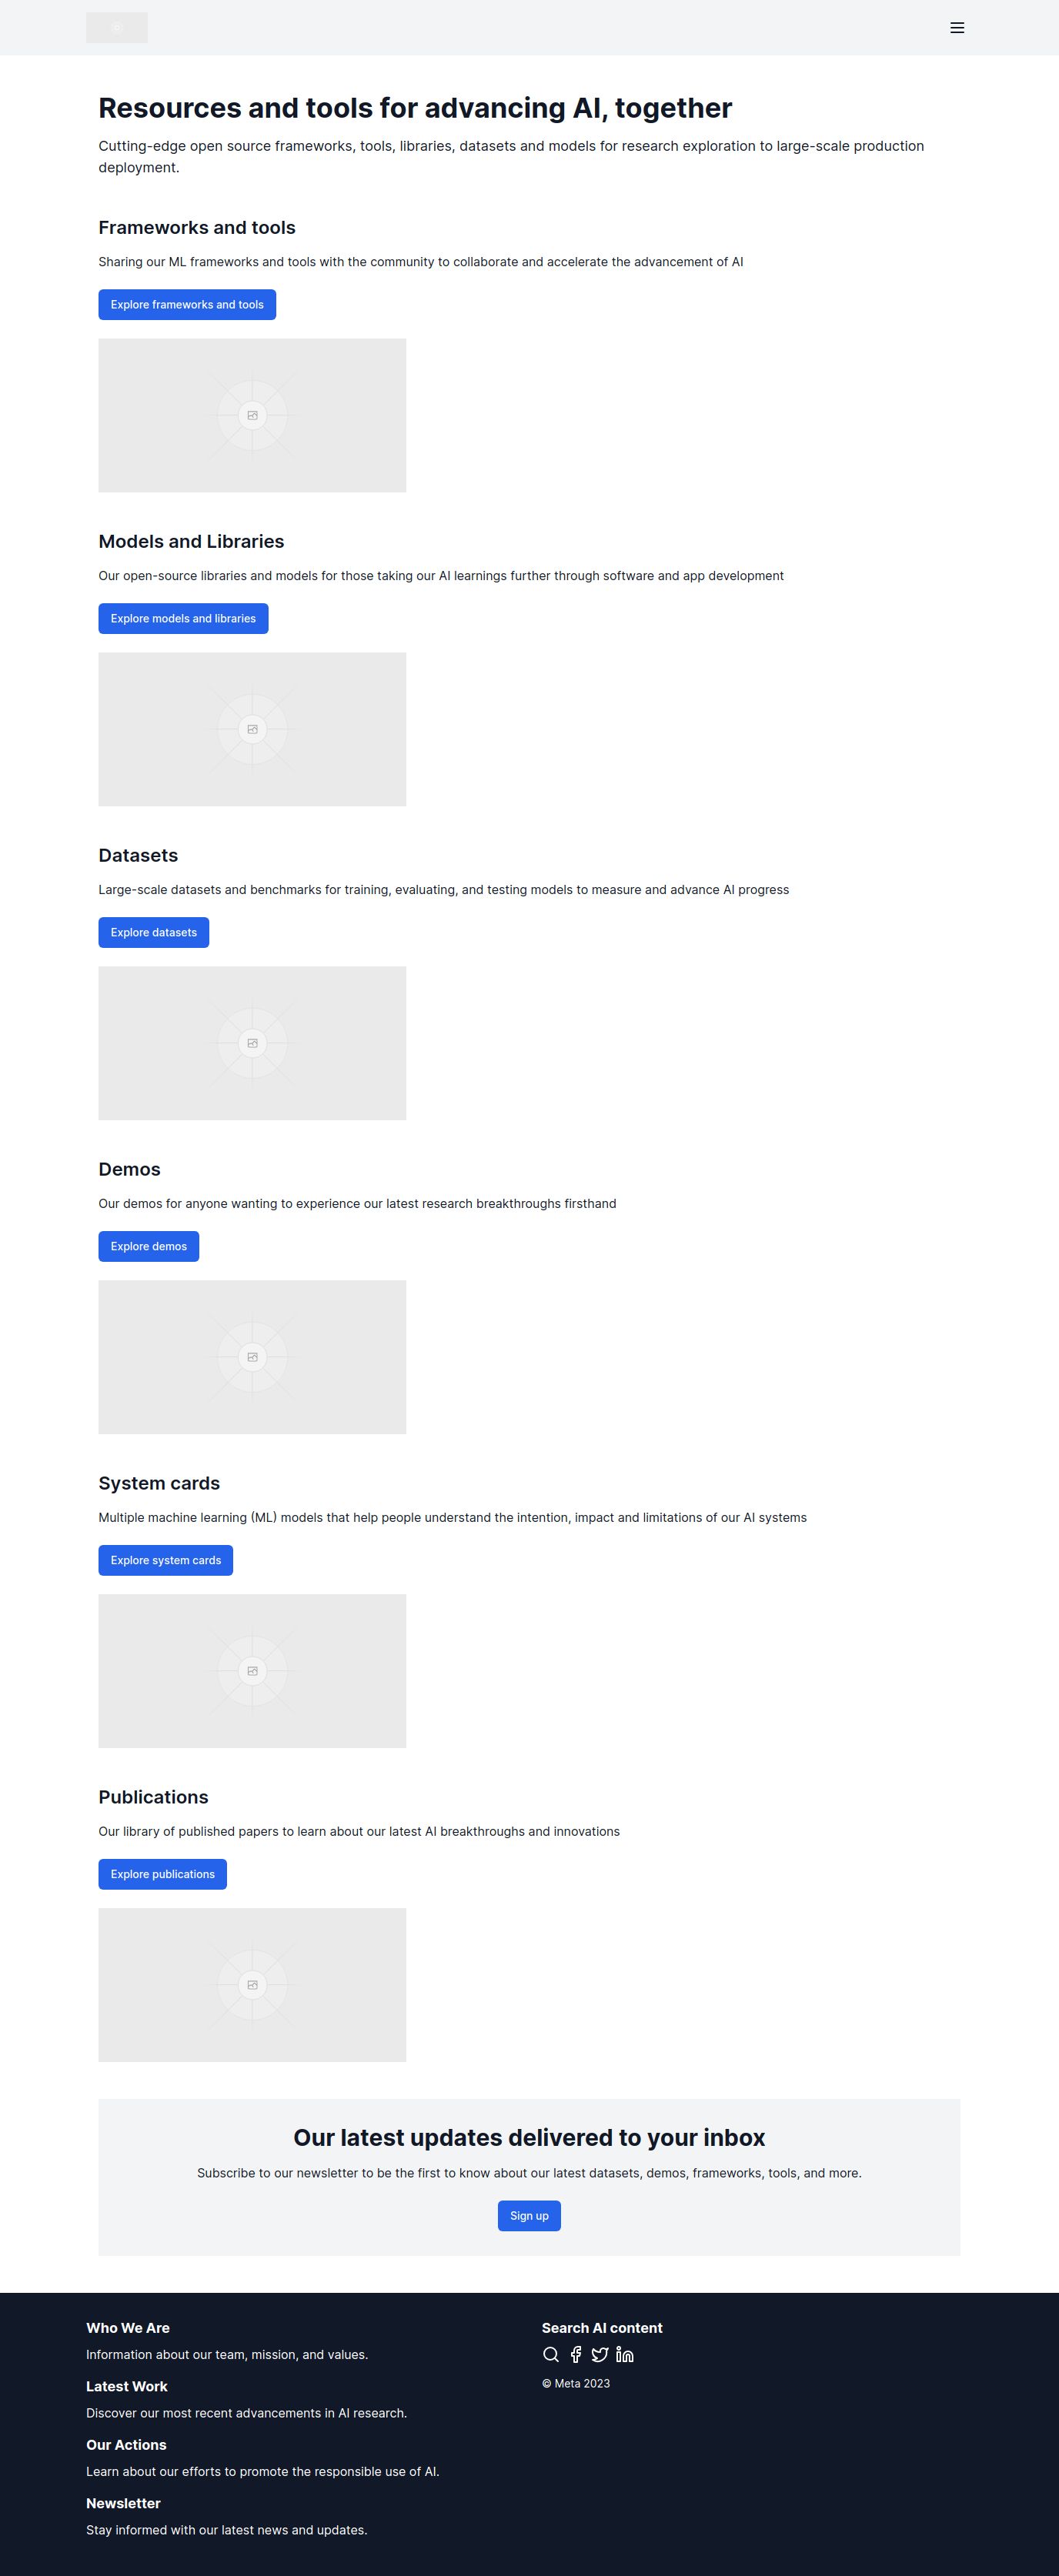 Resources and tools for advancing AI, together
Cutting-edge open source frameworks, tools, libraries, datasets and models for research exploration to large-scale production
deployment.
Frameworks and tools
Sharing our ML frameworks and tools with the community to collaborate and accelerate the advancement of AI
Explore frameworks and tools
Models and Libraries
Our open-source libraries and models for those taking our AI learnings further through software and app development
Explore models and libraries
Datasets
Large-scale datasets and benchmarks for training, evaluating, and testing models to measure and advance AI progress
Explore datasets
Demos
Our demos for anyone wanting to experience our latest research breakthroughs firsthand
Explore demos
System cards
Multiple machine learning (ML) models that help people understand the intention, impact and limitations of our AI systems
Explore system cards
Publications
Our library of published papers to learn about our latest AI breakthroughs and innovations
Explore publications
Our latest updates delivered to your inbox
Subscribe to our newsletter to be the first to know about our latest datasets, demos, frameworks, tools, and more.
Sign up
Who We Are
Information about our team, mission, and values.
Latest Work
Discover our most recent advancements in AI research.
Our Actions
Learn about our efforts to promote the responsible use of AI.
Newsletter
Stay informed with our latest news and updates.
Search AI content
© Meta 2023